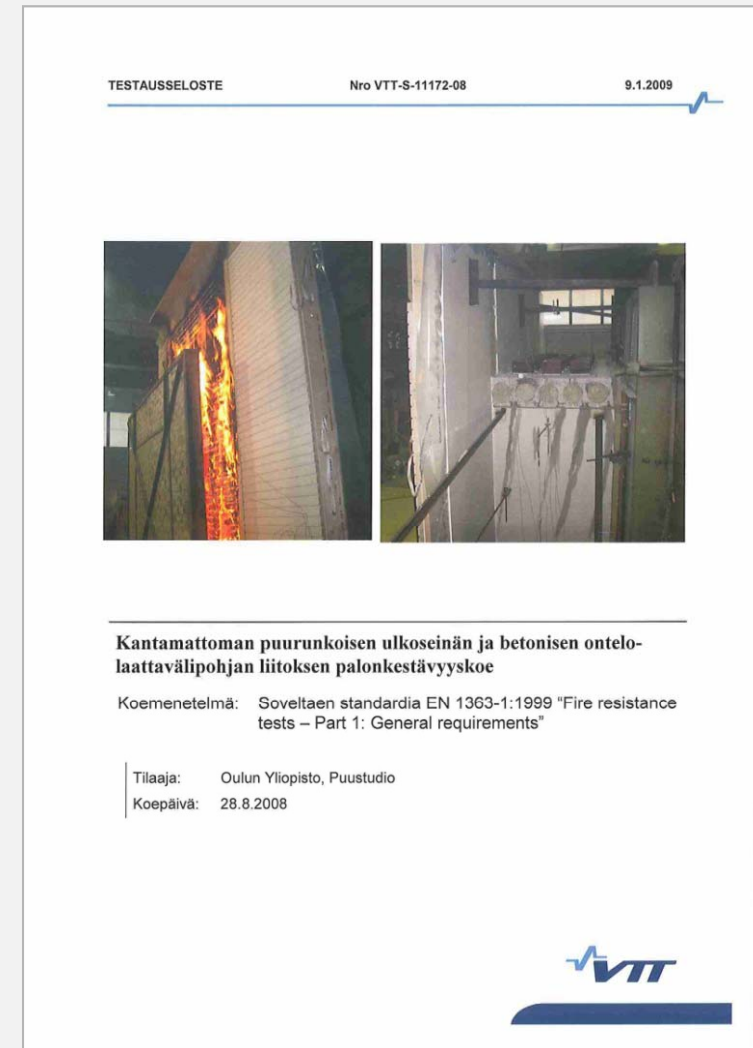 TESTAUSSELOSTE Nro VTT-S-11172-08 9.1.2009
Kantamattoman puurunkoisen ulkoseinän ja betonisen ontelo-
laattavälipohjan liitoksen palonkestävyyskoe
Koemenetelmä: Soveltaen standardia EN 1363-1:1999 "Fire resistance
tests – Part 1: General requirements"
Tilaaja: Oulun Yliopisto, Puustudio
Koepäivä: 28.8.2008
VTT